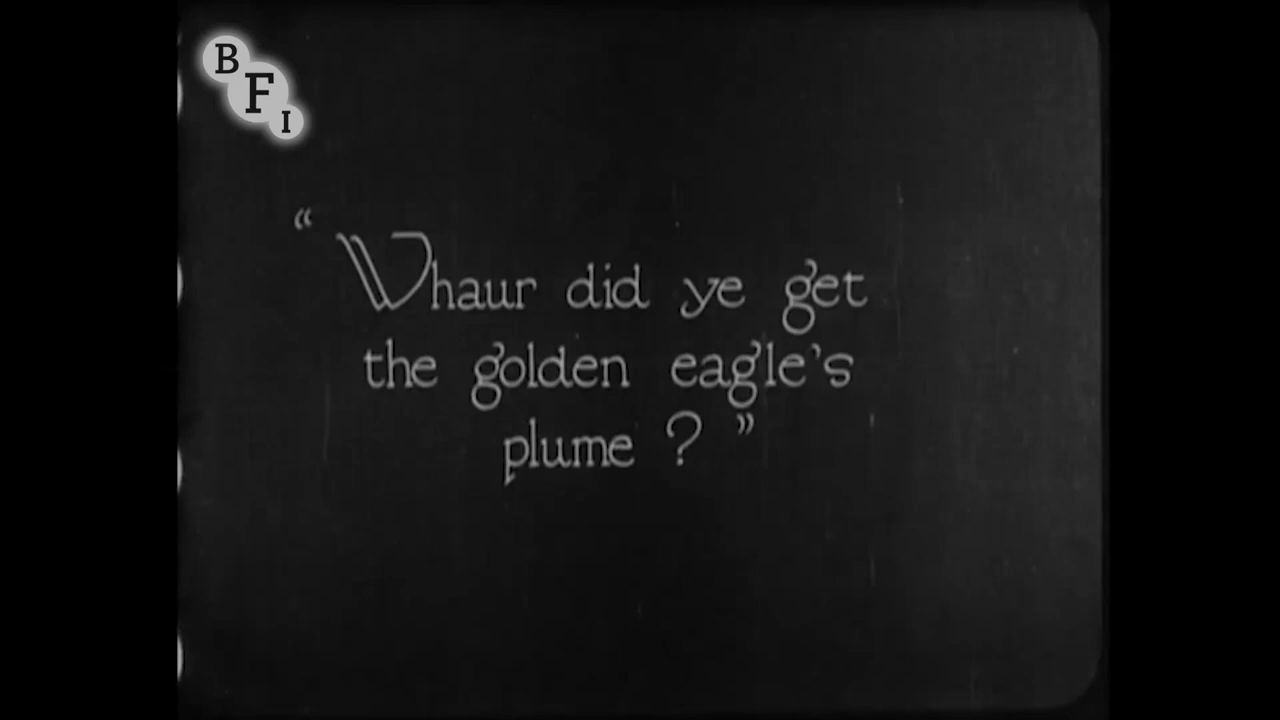 BFI
“Whaur did ye get
the golden eagle's
plume?”